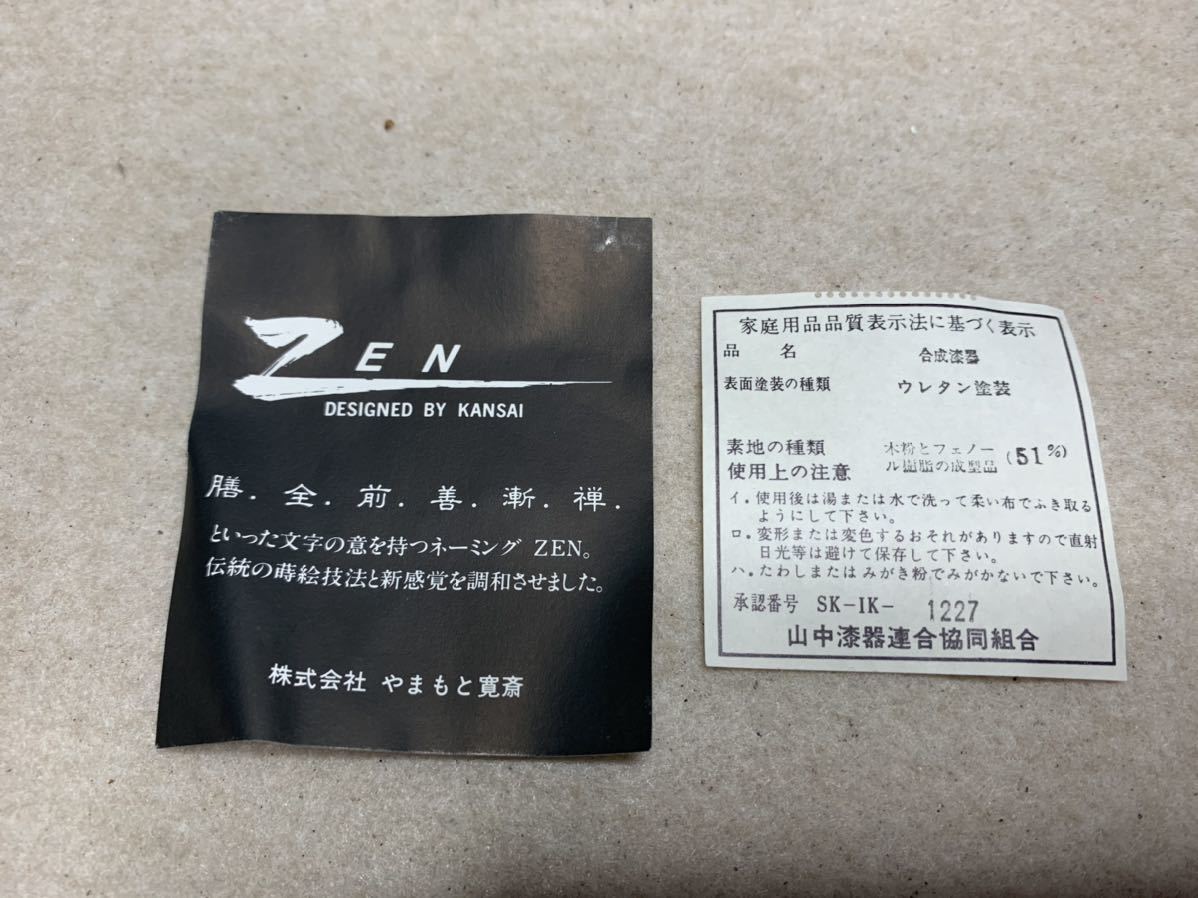 ZEN
DESIGNED BY KANSAI
膳.全.前.善.漸.禅.
といった文字の意を持つネーミング ZEN。
伝統の蒔絵技法と新感覚を調和させました。
株式会社 やまもと寛斎
家庭用品品質表示法に基づく表示
品 名 合成漆器
表面塗装の種類 ウレタン塗装
素地の種類 木粉とフェノー
ル樹脂の成型品 (51%)
使用上の注意
イ.使用後は湯または水で洗って柔い布でふき取る
ようにして下さい。
ロ.変形または変色するおそれがありますので直射
日光等は避けて保存して下さい。
ハ.たわしまたはみがき粉でみがかないで下さい。
承認番号 SK-IK- 1227
山中漆器連合協同組合